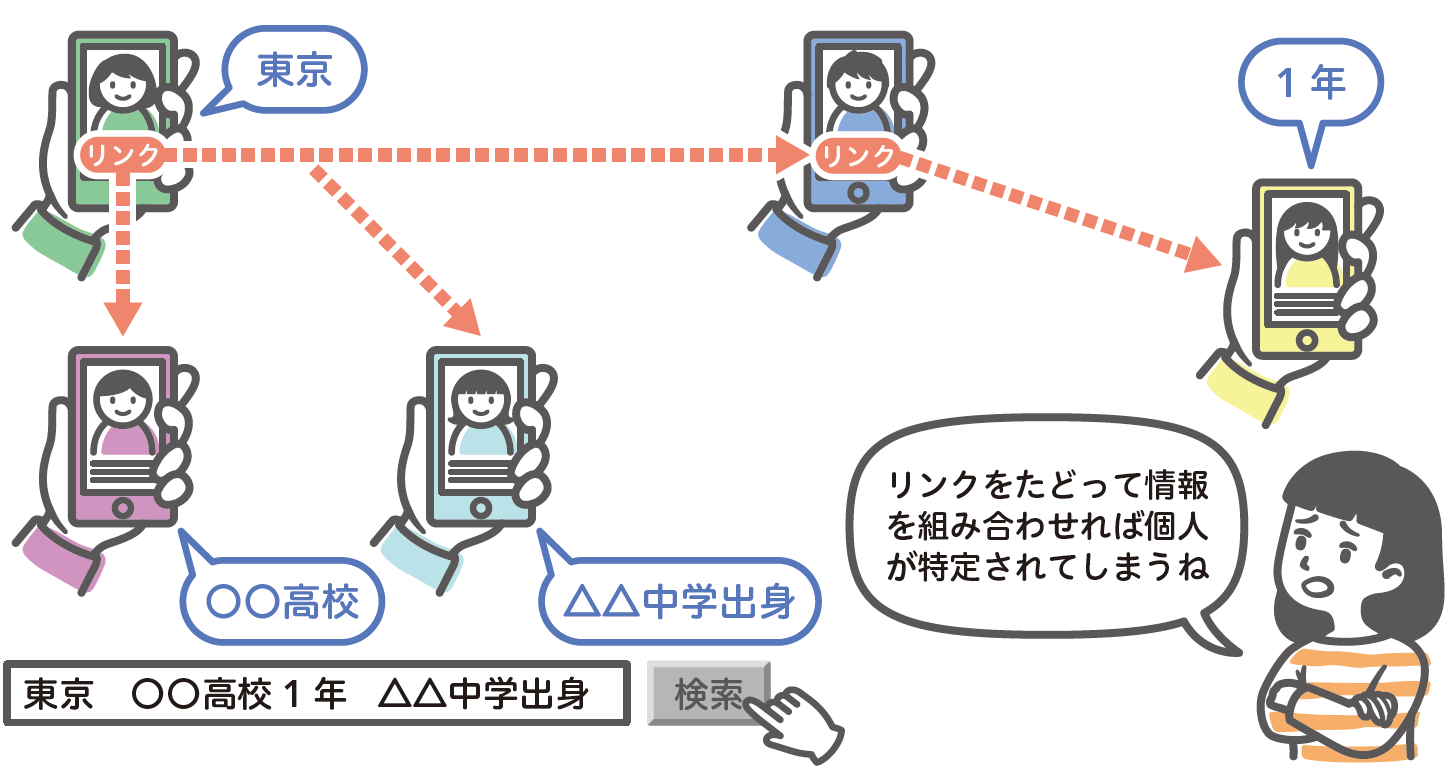 東京
リンク
リンク
1年
○○高校
△△中学出身
リンクをたどって情報
を組み合わせれば個人
が特定されてしまうね
東京　○○高校1年　△△中学出身
検索